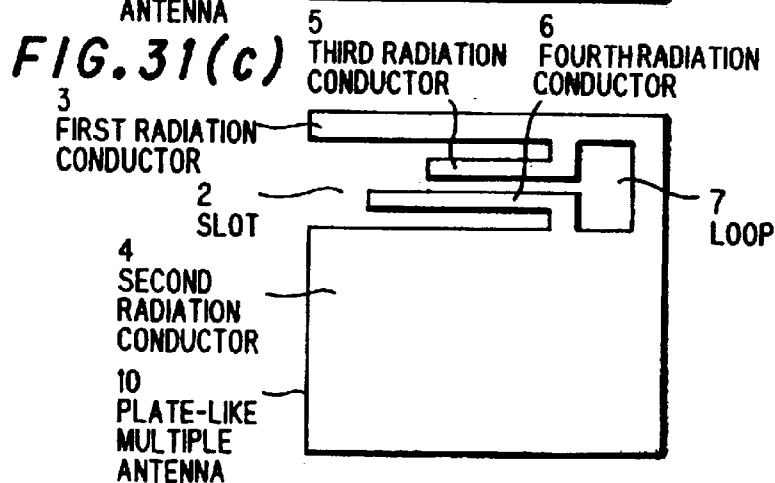 ANTENNA
FIG.31(c)
5
THIRD RADIATION
CONDUCTOR
6
FOURTH RADIATION
CONDUCTOR
3
FIRST RADIATION
CONDUCTOR
2
SLOT
7
LOOP
4
SECOND
RADIATION
CONDUCTOR
10
PLATE-LIKE
MULTIPLE
ANTENNA